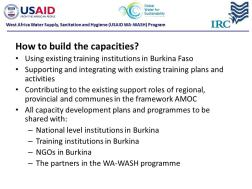 USAID
FROM THE AMERICAN PEOPLE
Global
Water for
Sustainability
West Africa Water Supply, Sanitation and Hygiene (USAID WA-WASH) Program
IRC
How to build the capacities?
• Using existing training institutions in Burkina Faso
• Supporting and integrating with existing training plans and
activities
• Contributing to the existing support roles of regional,
provincial and communes in the framework AMOC
• All capacity development plans and programmes to be
shared with:
– National level institutions in Burkina
– Training institutions in Burkina
– NGOs in Burkina
– The partners in the WA-WASH programme